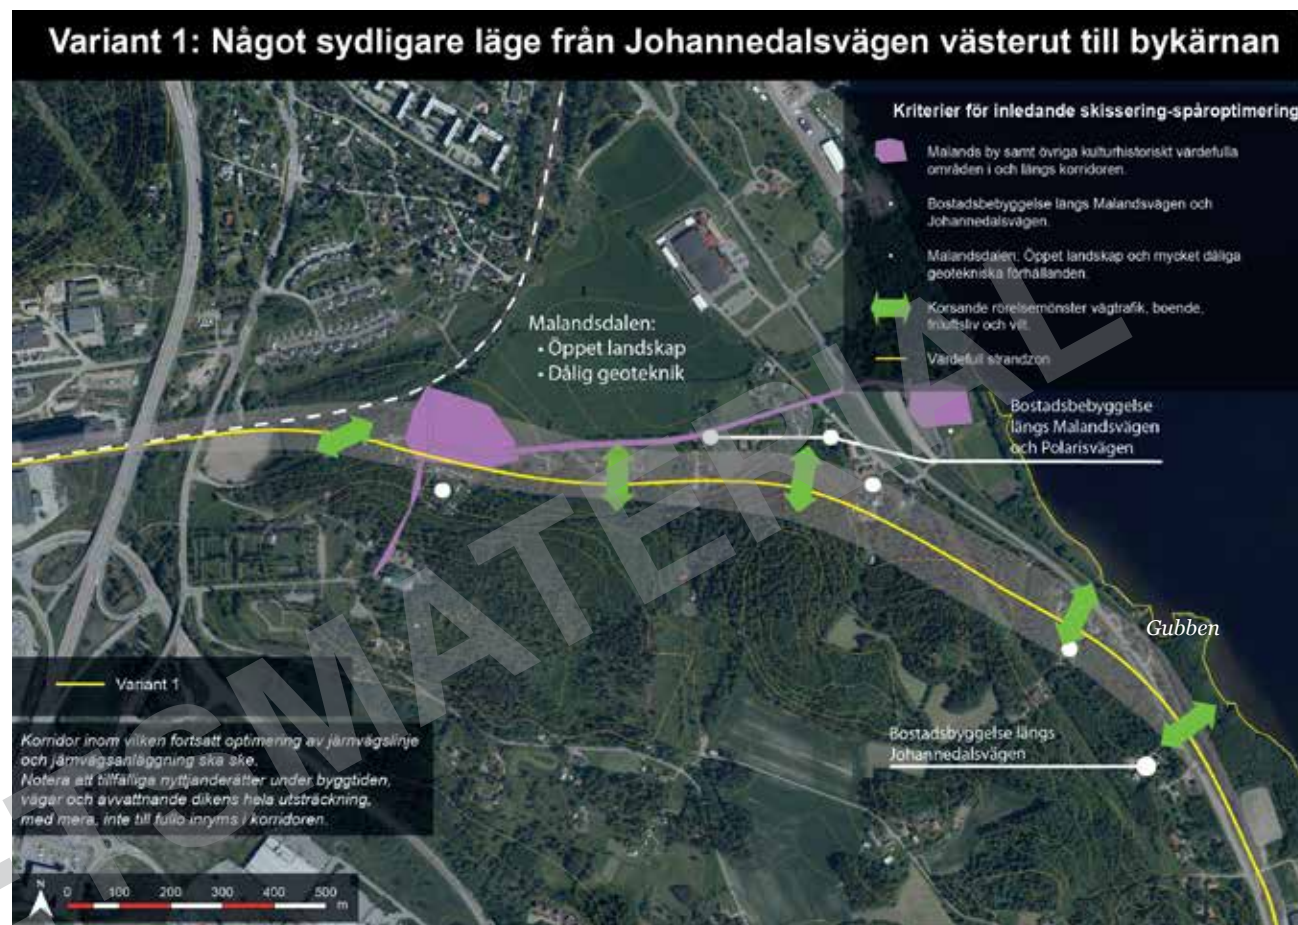 Variant 1: Något sydligare läge från Johannedalsvägen västerut till bykärnan
Kriterier för inledande skissering-spåroptimering
Malands by samt övriga kulturhistoriskt värdefulla
områden i och längs korridoren.
Bostadsbebyggelse längs Malandsvägen och
Johannedalsvägen.
Malandsdalen: Öppet landskap och mycket dåliga
geotekniska förhållanden.
Korsande rörelsemönster vägtrafik, boende,
friluftsliv och vilt.
Värdefull strandzon
Malandsdalen:
• Öppet landskap
• Dålig geoteknik
Bostadsbebyggelse
längs Malandsvägen
och Polarisvägen
Gubben
Bostadsbyggelse längs
Johannedalsvägen
Variant 1
Korridor inom vilken fortsatt optimering av järnvägslinje
och järnvägsanläggning ska ske.
Notera att tillfälliga nyttjanderätter under byggtiden,
vägar och avvattnande dikens hela utsträckning,
med mera, inte till fullo inryms i korridoren.
N
0 100 200 300 400 500
m
TSMATERIAL